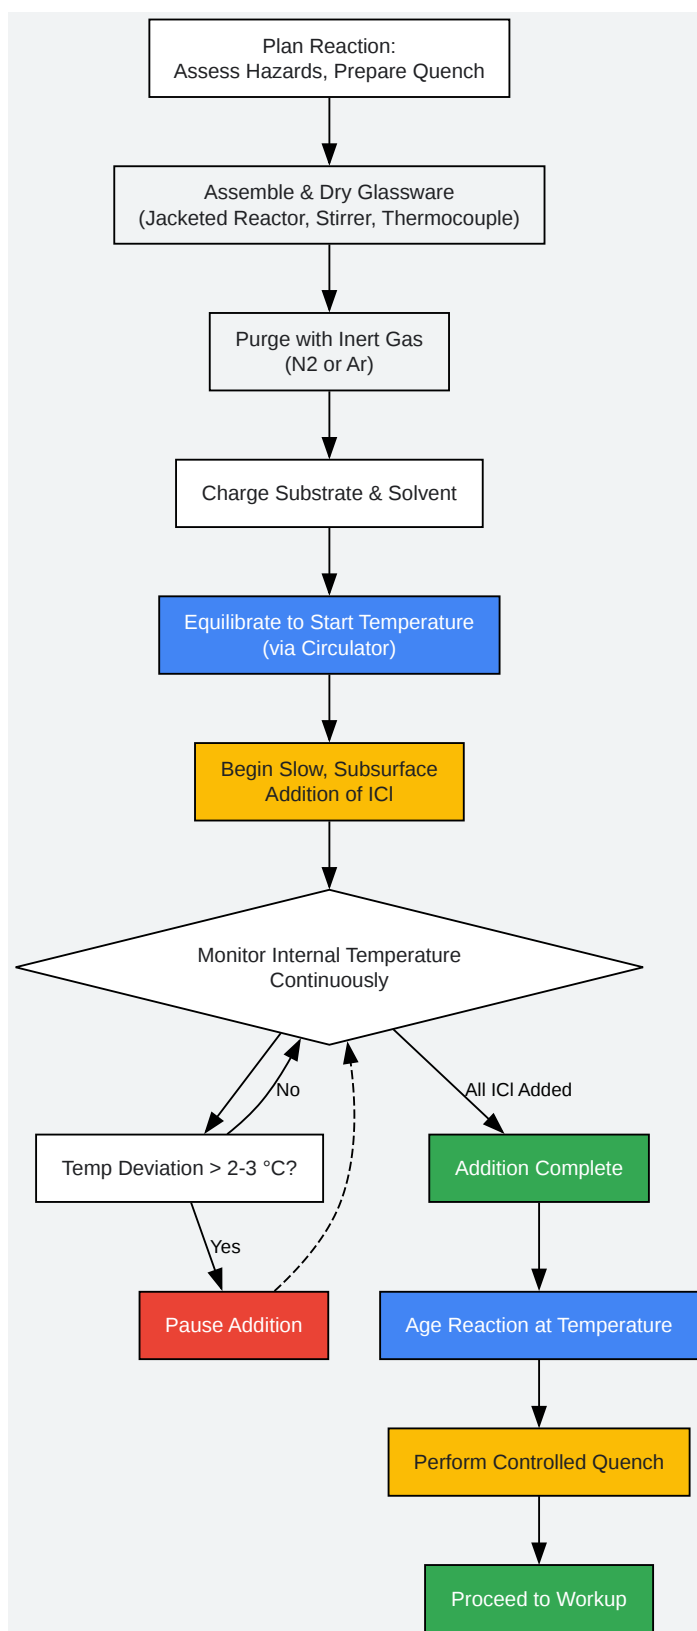 Plan Reaction:
Assess Hazards, Prepare Quench
Assemble & Dry Glassware
(Jacketed Reactor, Stirrer, Thermocouple)
Purge with Inert Gas
(N2 or Ar)
Charge Substrate & Solvent
Equilibrate to Start Temperature
(via Circulator)
Begin Slow, Subsurface
Addition of ICl
Monitor Internal Temperature
Continuously
No
All ICl Added
Temp Deviation > 2-3 °C?
Addition Complete
Yes
Pause Addition
Age Reaction at Temperature
Perform Controlled Quench
Proceed to Workup